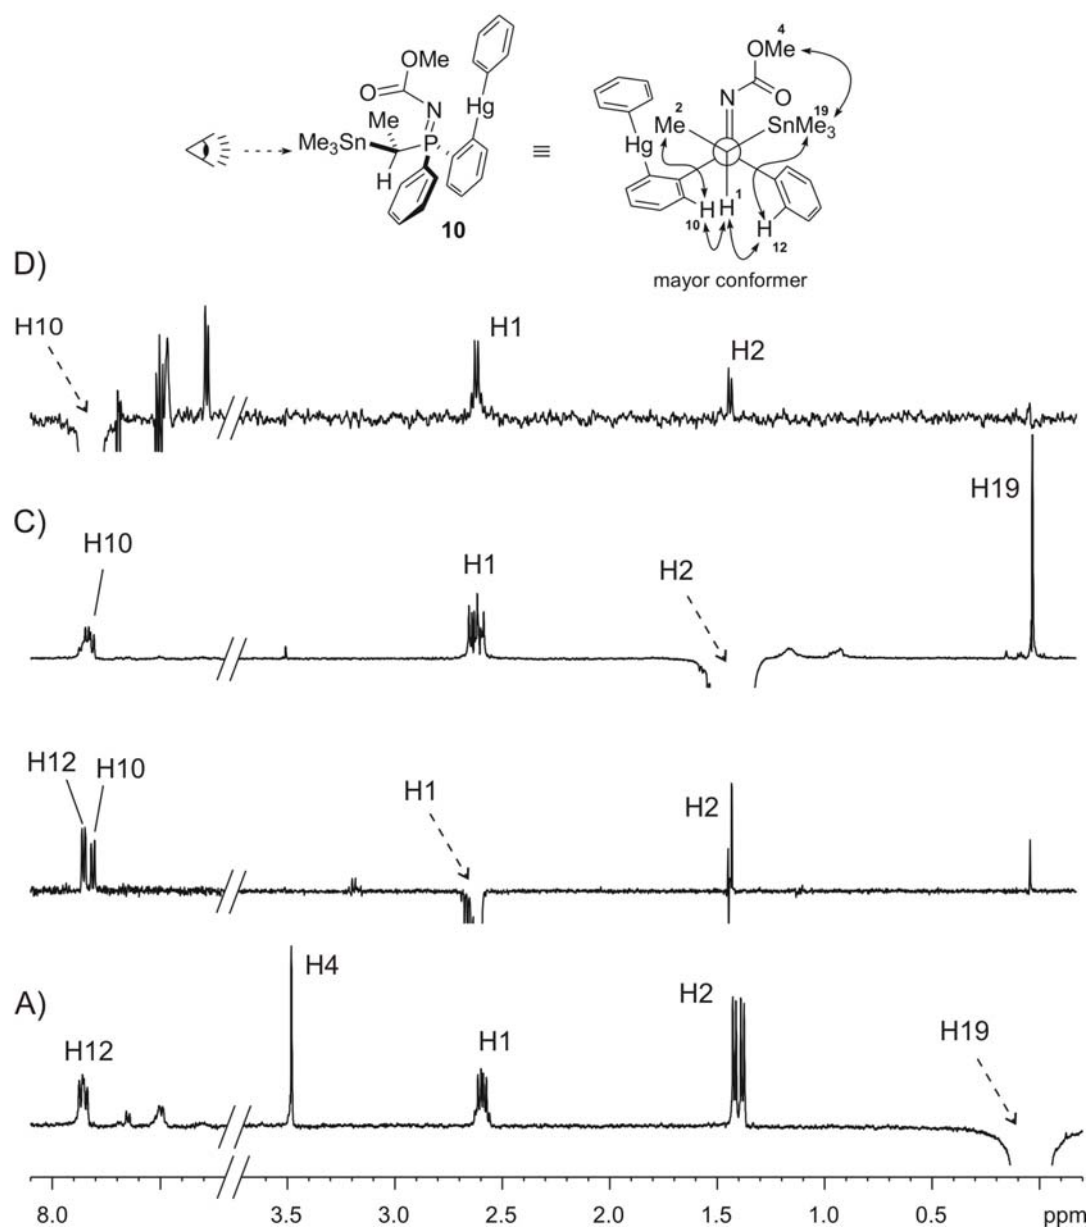 OMe
O
N
Me
Hg
Me3Sn
P
H
10
≡
4
OMe
N
O
2
Me
19
SnMe3
Hg
H
10
H
1
H
12
mayor conformer
D)
H10
H1
H2
C)
H10
H1
H2
H19
H12 H10
H1
H2
A)
H12
H4
H1
H2
H19
8.0 3.5 3.0 2.5 2.0 1.5 1.0 0.5 ppm